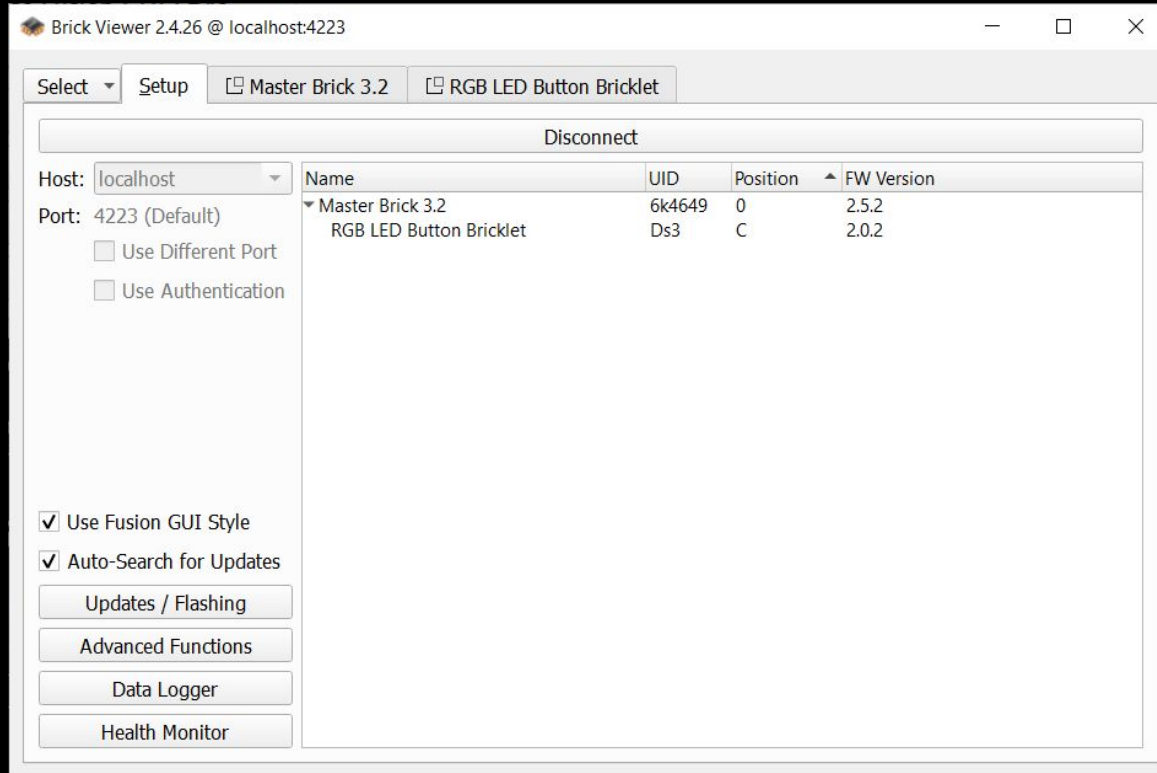 Brick Viewer 2.4.26 @ localhost:4223
Select Setup Master Brick 3.2 RGB LED Button Bricklet
Disconnect
Host: localhost
Port: 4223 (Default)
Use Different Port
Use Authentication
Name UID Position FW Version
Master Brick 3.2 6k4649 0 2.5.2
RGB LED Button Bricklet Ds3 C 2.0.2
Use Fusion GUI Style
Auto-Search for Updates
Updates / Flashing
Advanced Functions
Data Logger
Health Monitor